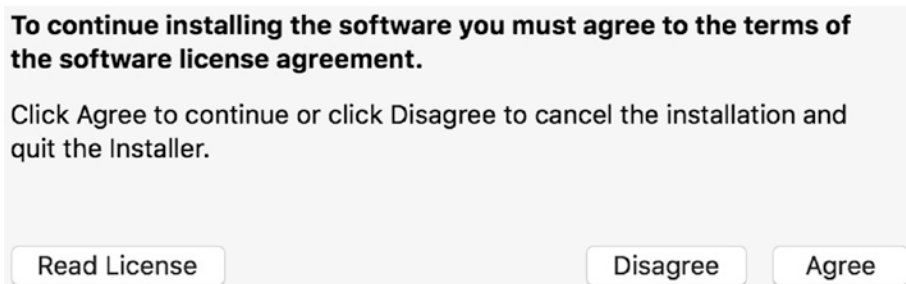 To continue installing the software you must agree to the terms of
the software license agreement.
Click Agree to continue or click Disagree to cancel the installation and
quit the Installer.
Read License Disagree Agree